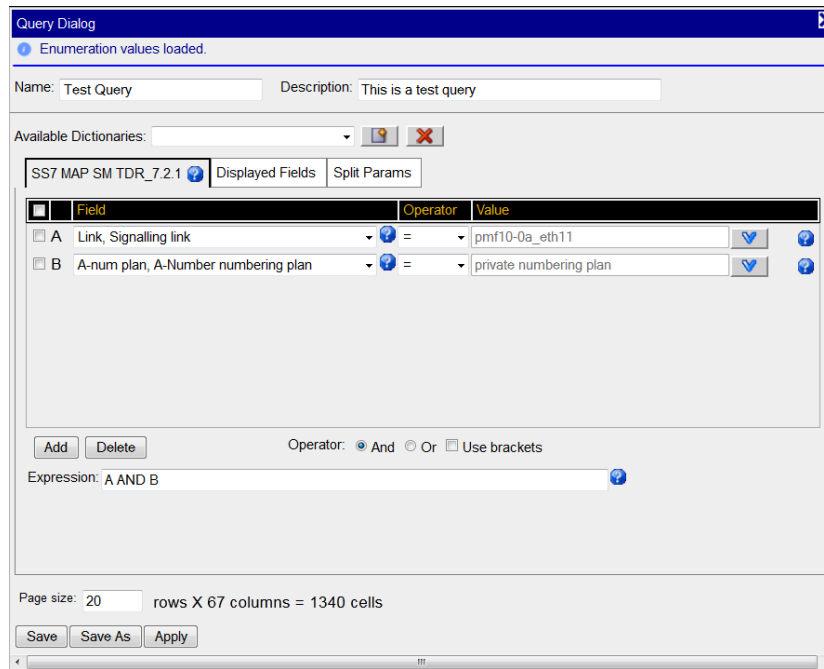 Query Dialog
Enumeration values loaded.
Name: Test Query Description: This is a test query
Available Dictionaries:
SS7 MAP SM TDR_7.2.1 Displayed Fields Split Params
Field Operator Value
A Link, Signalling link = pmf10-0a_eth11
B A-num plan, A-Number numbering plan = private numbering plan
Add Delete Operator: And Or Use brackets
Expression: A AND B
Page size: 20 rows X 67 columns = 1340 cells
Save Save As Apply